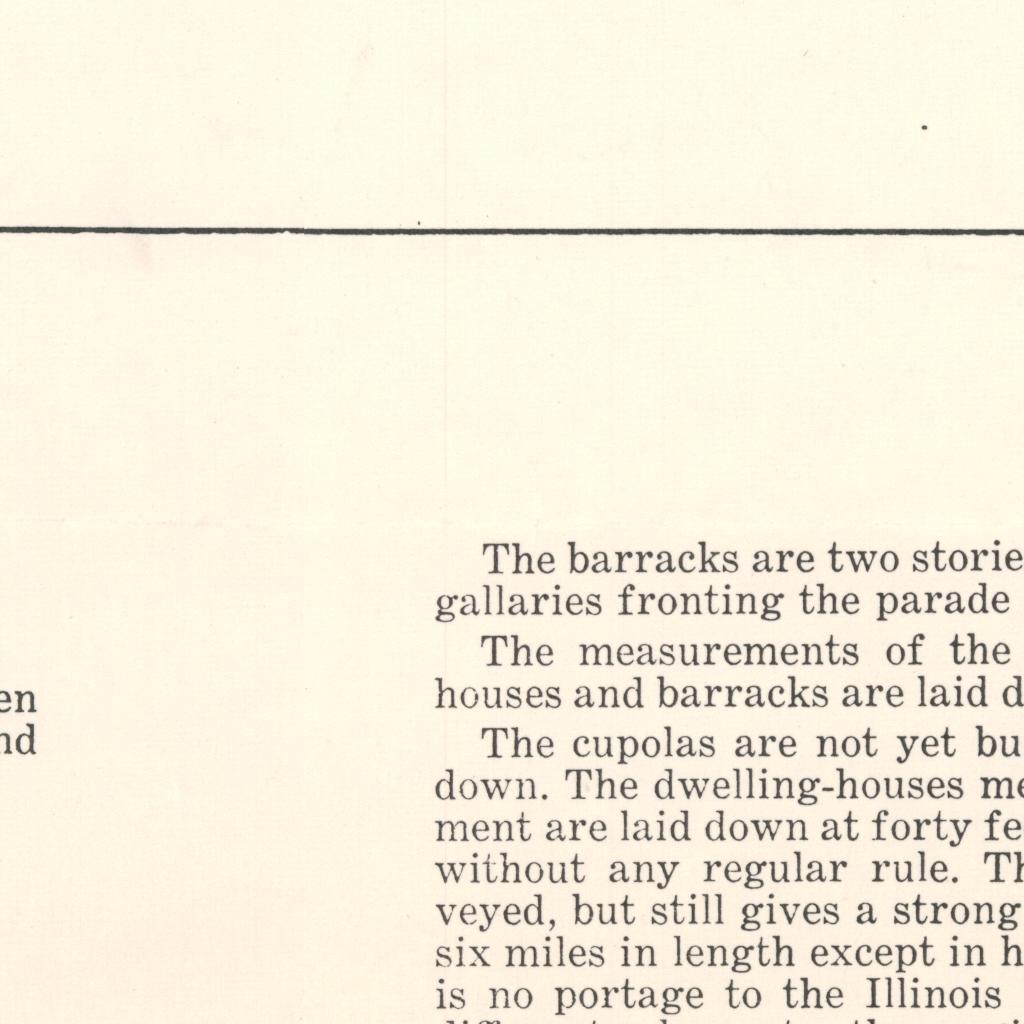 en
nd
The barracks are two storie
gallaries fronting the parade
The measurements of the
houses and barracks are laid d
The cupolas are not yet bu
down. The dwelling-houses me
ment are laid down at forty fe
without any regular rule. Th
veyed, but still gives a strong
six miles in length except in h
is no portage to the Illinois